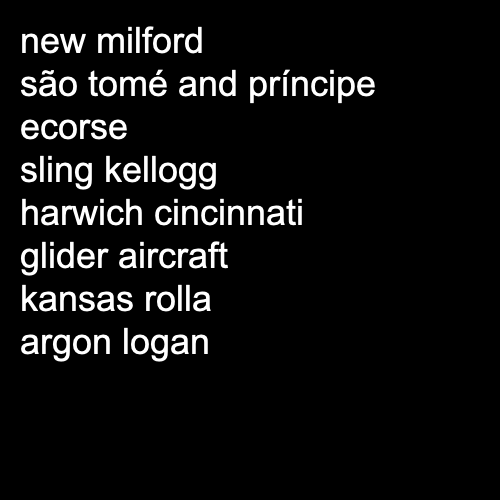 new milford
são tomé and príncipe
ecorse
sling kellogg
harwich cincinnati
glider aircraft
kansas rolla
argon logan